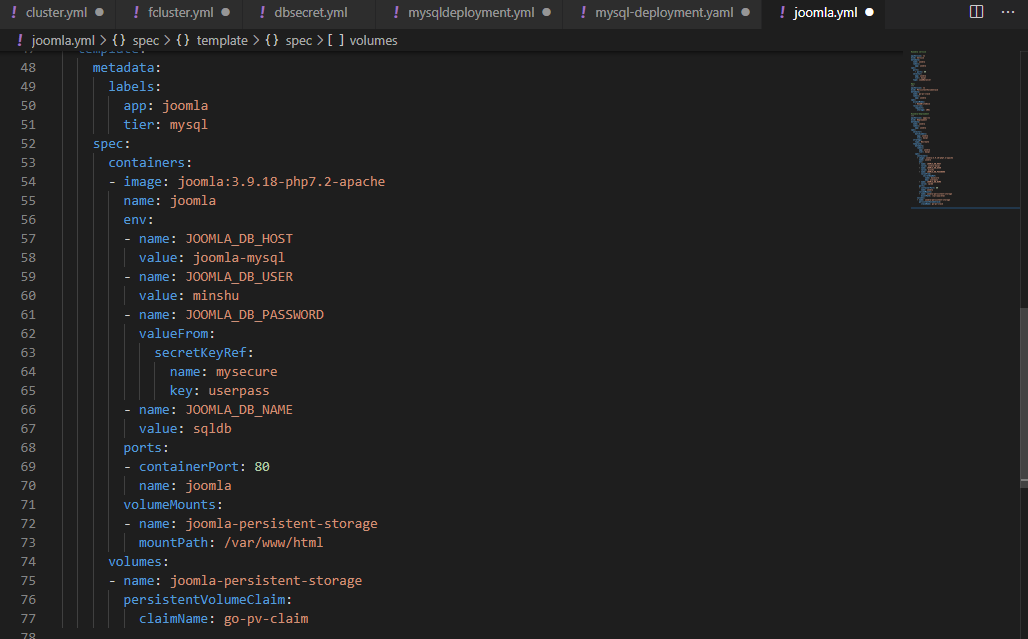 ! cluster.yml ● ! fcluster.yml ● ! dbsecret.yml ! mysqldeployment.yml ● ! mysql-deployment.yaml ● ! joomla.yml ● ···
! joomla.yml > {} spec > {} template > {} spec > [ ] volumes
47 template:
48 metadata:
49 labels:
50 app: joomla
51 tier: mysql
52 spec:
53 containers:
54 - image: joomla:3.9.18-php7.2-apache
55 name: joomla
56 env:
57 - name: JOOMLA_DB_HOST
58 value: joomla-mysql
59 - name: JOOMLA_DB_USER
60 value: minshu
61 - name: JOOMLA_DB_PASSWORD
62 valueFrom:
63 secretKeyRef:
64 name: mysecure
65 key: userpass
66 - name: JOOMLA_DB_NAME
67 value: sqldb
68 ports:
69 - containerPort: 80
70 name: joomla
71 volumeMounts:
72 - name: joomla-persistent-storage
73 mountPath: /var/www/html
74 volumes:
75 - name: joomla-persistent-storage
76 persistentVolumeClaim:
77 claimName: go-pv-claim
78